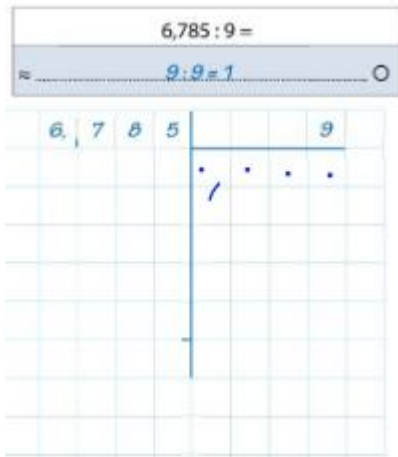 6,785 : 9 =
≈ 9 : 9 = 1
6, 7 8 5 9
. , . . .